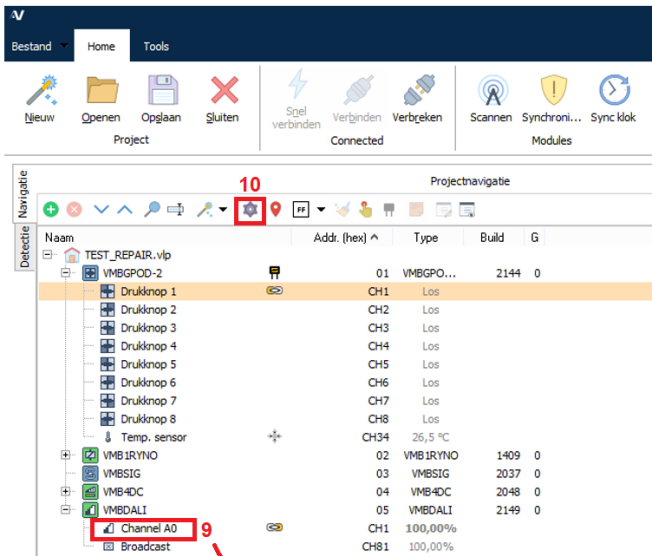 Bestand Home Tools
Nieuw Openen Opslaan Sluiten Snel verbinden Verbinden Verbreken Scannen Synchroni... Sync klok
Project Connected Modules
Navigatie
Detectie
10
Projectnavigatie
FF
Naam Addr. (hex) Type Build G
TEST_REPAIR.vlp
VMBGPOD-2 01 VMBGPO... 2144 0
Drukknop 1 CH1 Los
Drukknop 2 CH2 Los
Drukknop 3 CH3 Los
Drukknop 4 CH4 Los
Drukknop 5 CH5 Los
Drukknop 6 CH6 Los
Drukknop 7 CH7 Los
Drukknop 8 CH8 Los
Temp. sensor CH34 26,5 °C
VMB1RYNO 02 VMB1RYNO 1409 0
VMBSIG 03 VMBSIG 2037 0
VMB4DC 04 VMB4DC 2048 0
VMBDALI 05 VMBDALI 2149 0
Channel A0 9 CH1 100,00%
Broadcast CH81 100,00%